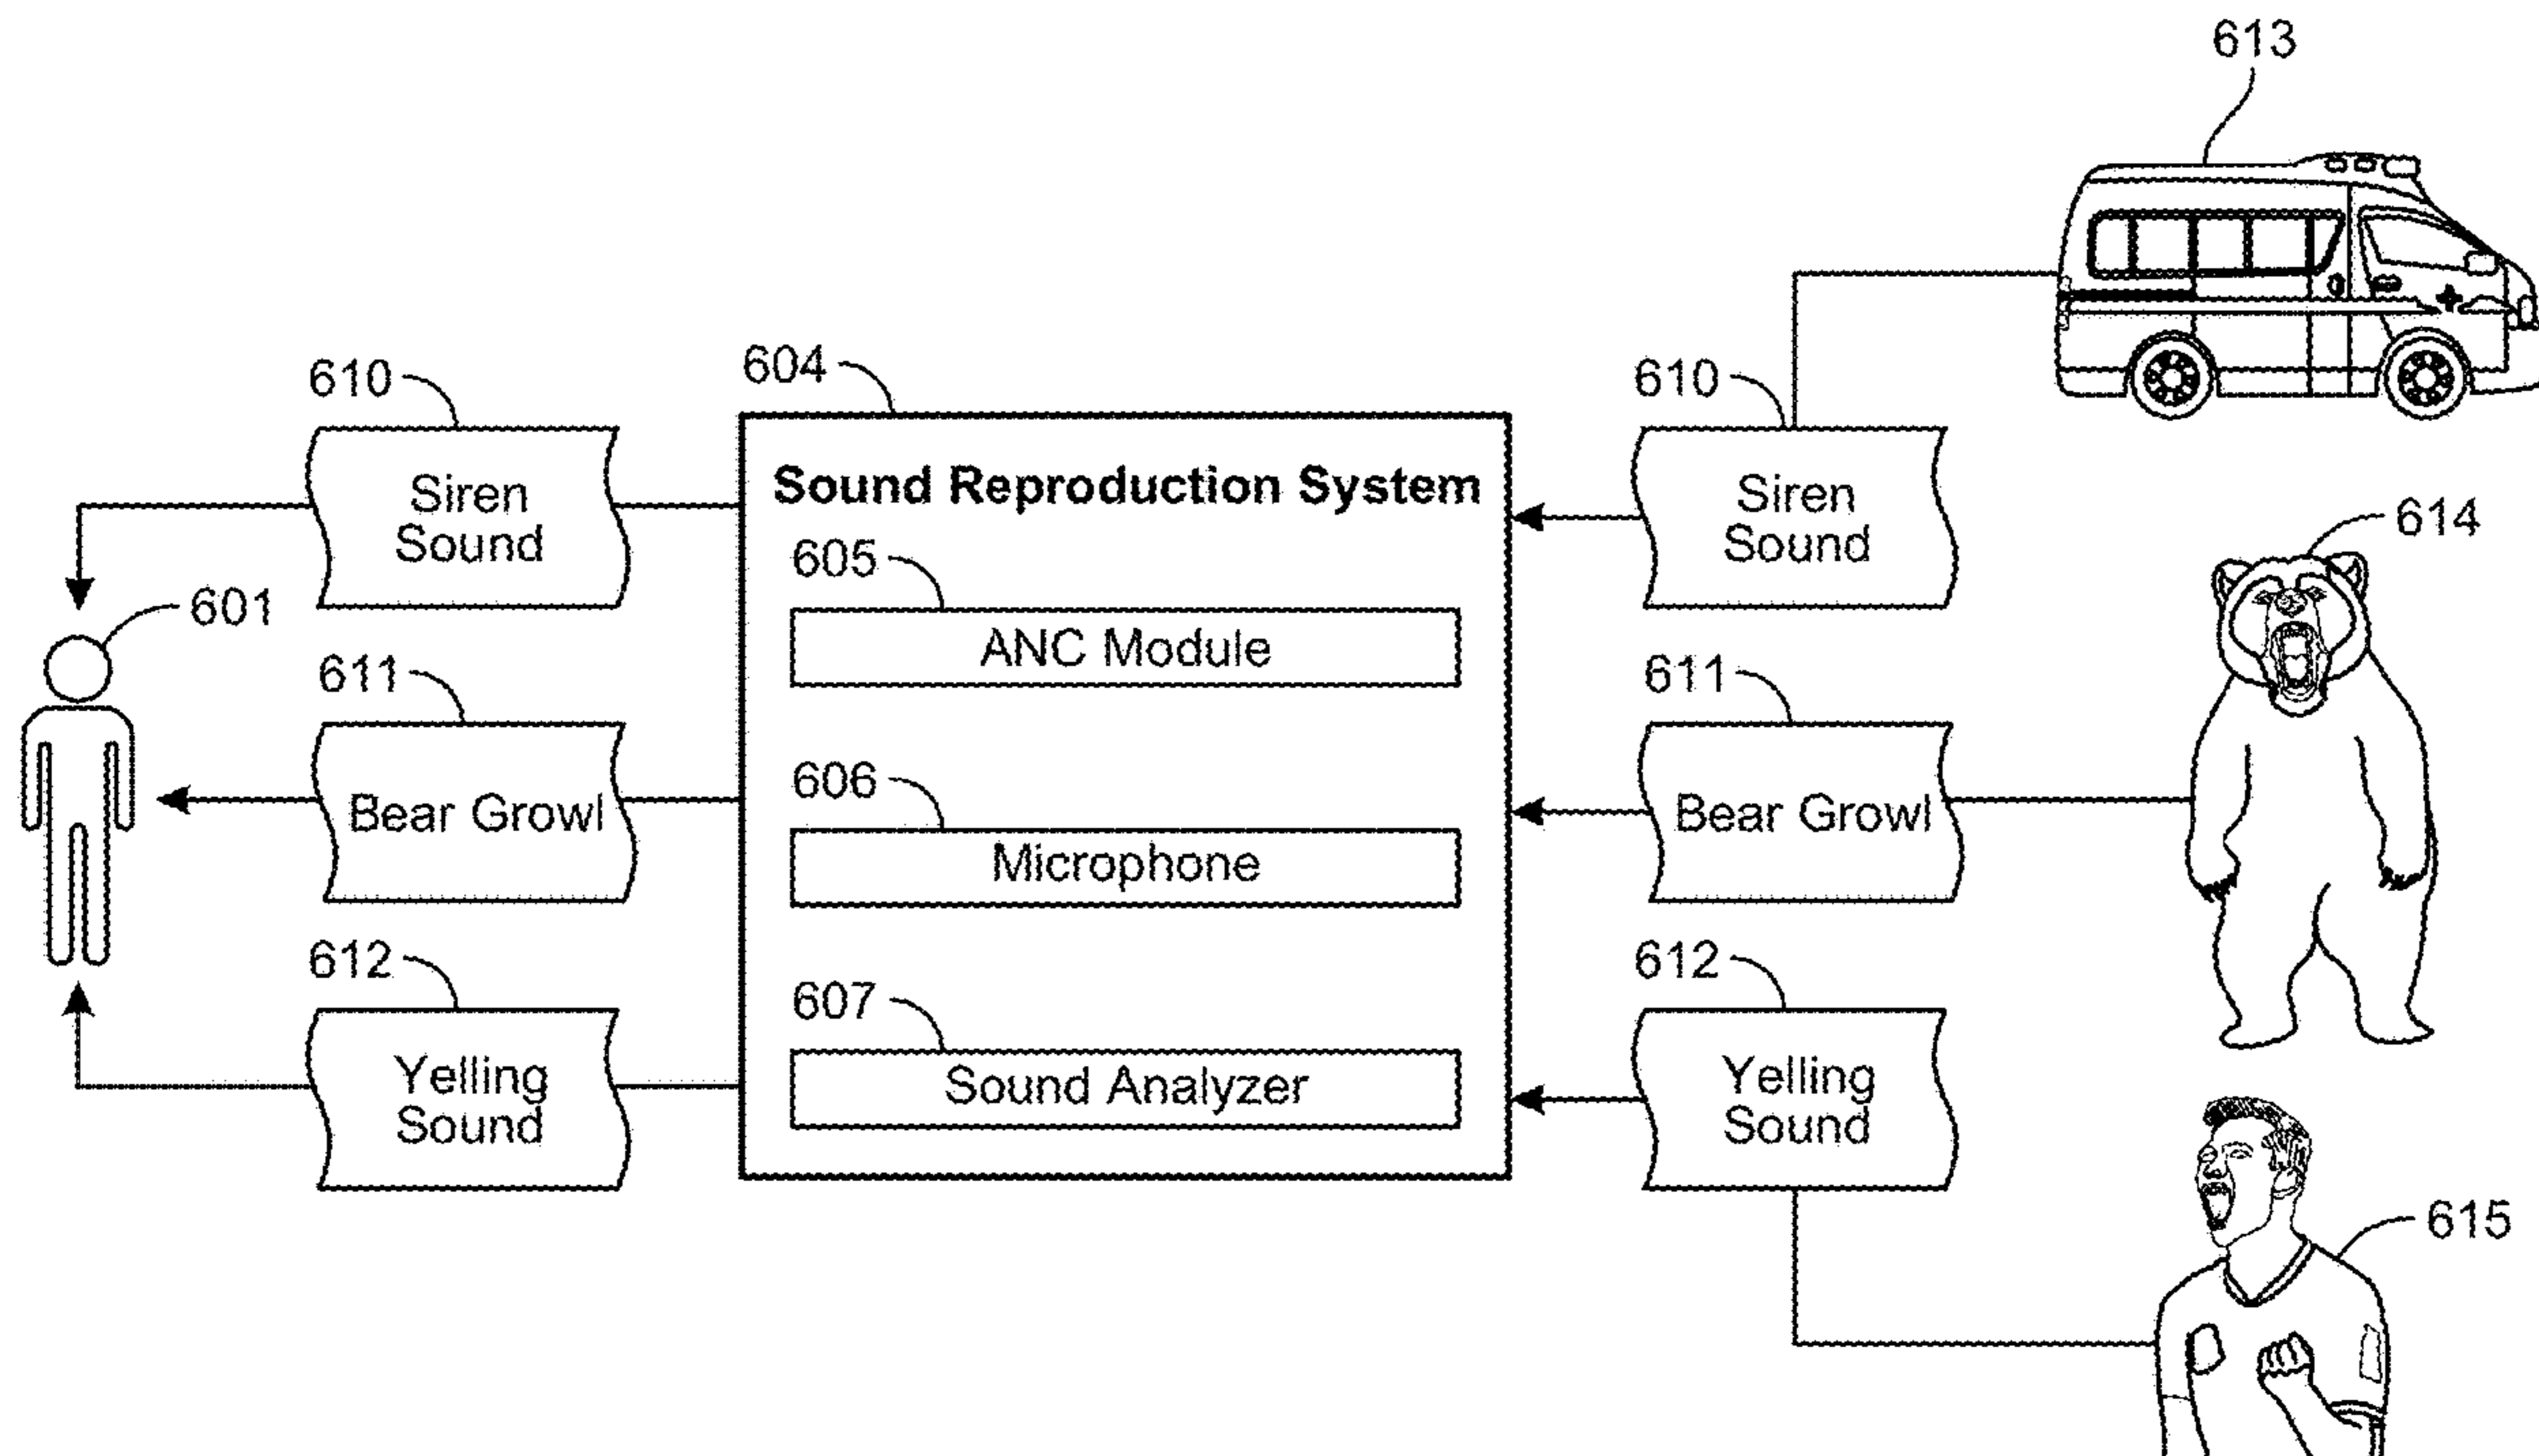 613
604
610
610
Siren
Sound
Sound Reproduction System
Siren
Sound
614
605
ANC Module
601
611
611
606
Bear Growl
Microphone
Bear Growl
612
612
607
Yelling
Sound
Sound Analyzer
Yelling
Sound
615